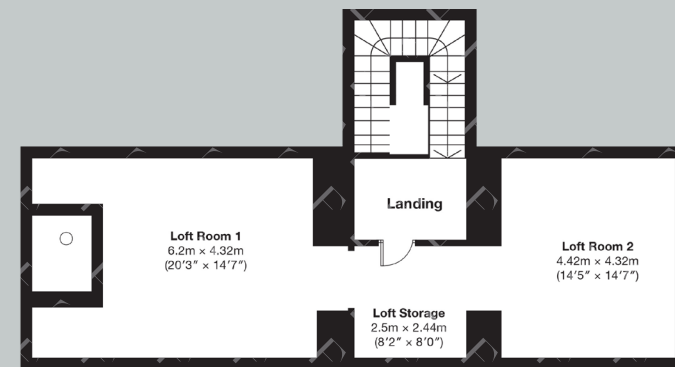 Landing
Loft Room 1
6.2m × 4.32m
(20′3″ × 14′7″)
Loft Room 2
4.42m × 4.32m
(14′5″ × 14′7″)
Loft Storage
2.5m × 2.44m
(8′2″ × 8′0″)